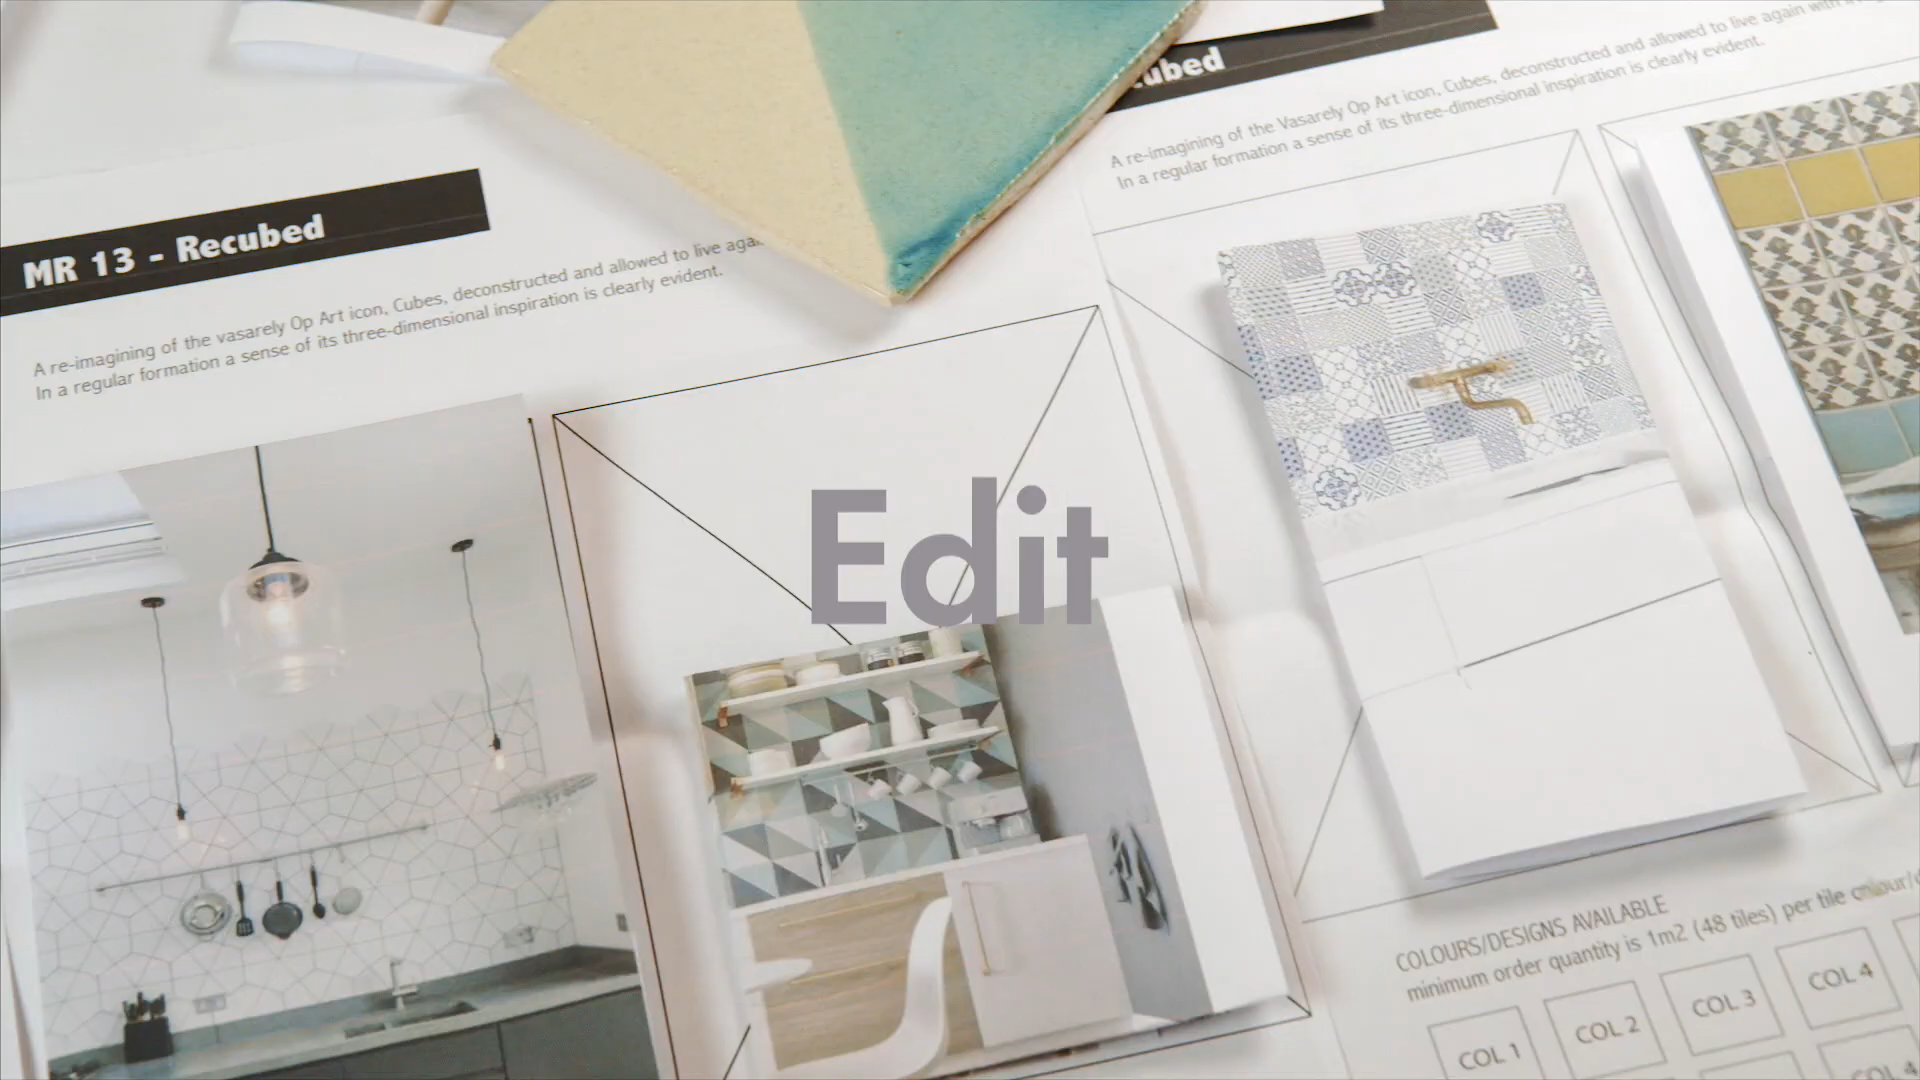 MR 13 - Recubed
A re-imagining of the vasarely Op Art icon, Cubes, deconstructed and allowed to live
In a regular formation a sense of its three-dimensional inspiration is clearly evident.
A re-imagining of the Vasarely Op Art icon, Cubes, deconstructed and allowed to live again with
In a regular formation a sense of its three-dimensional inspiration is clearly evident.
Edit
COLOURS/DESIGNS AVAILABLE
minimum order quantity is 1m2 (48 tiles) per tile
COL 1
COL 2
COL 3
COL 4